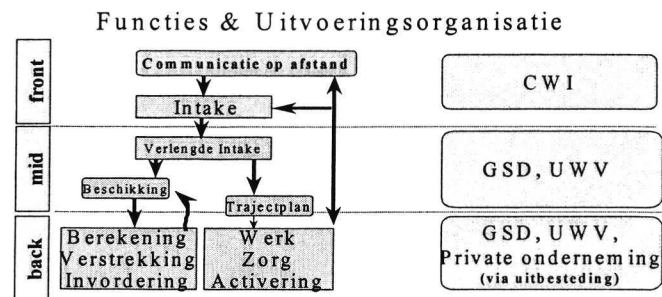 Functies & Uitvoeringsorganisatie
front
Communicatie op afstand
Intake
CWI
mid
Verlengde Intake
Beschikking
Trajectplan
GSD, UWV
back
Berekening
Verstrekking
Invordering
Werk
Zorg
Activering
GSD, UWV,
Private onderneming
(via uitbesteding)